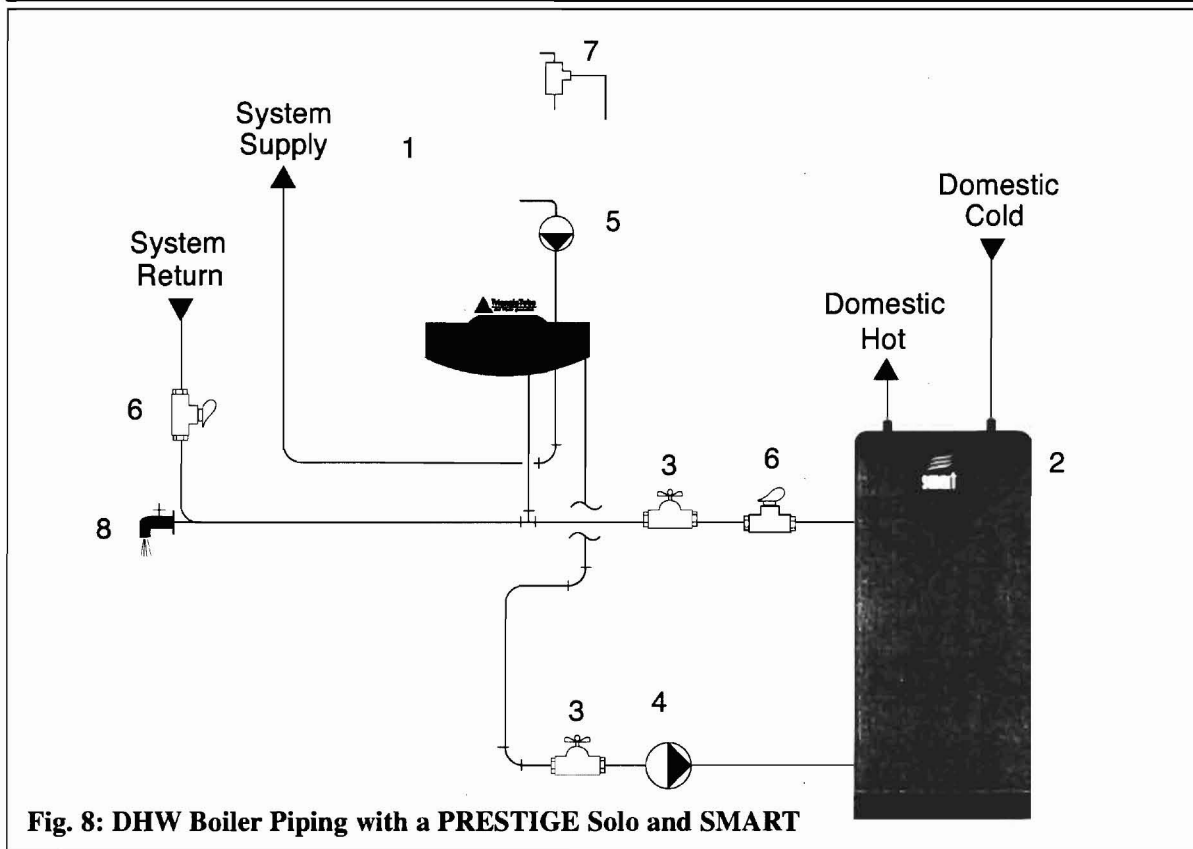 7
System
Supply
1
Domestic
Cold
5
System
Return
Domestic
Hot
6
3
6
smart
2
8
3
4
Fig. 8: DHW Boiler Piping with a PRESTIGE Solo and SMART